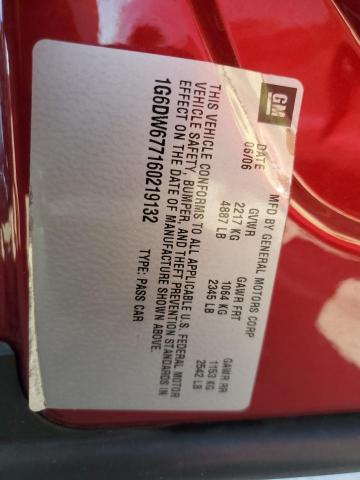 GM
MFD BY GENERAL MOTORS CORP
DATE GVWR GAWR FRT GAWR RR
06/06 2217 KG 1064 KG 1153 KG
4887 LB 2345 LB 2542 LB
THIS VEHICLE CONFORMS TO ALL APPLICABLE U.S. FEDERAL MOTOR
VEHICLE SAFETY, BUMPER, AND THEFT PREVENTION STANDARDS IN
EFFECT ON THE DATE OF MANUFACTURE SHOWN ABOVE.
1G6DW677160219132 TYPE: PASS CAR